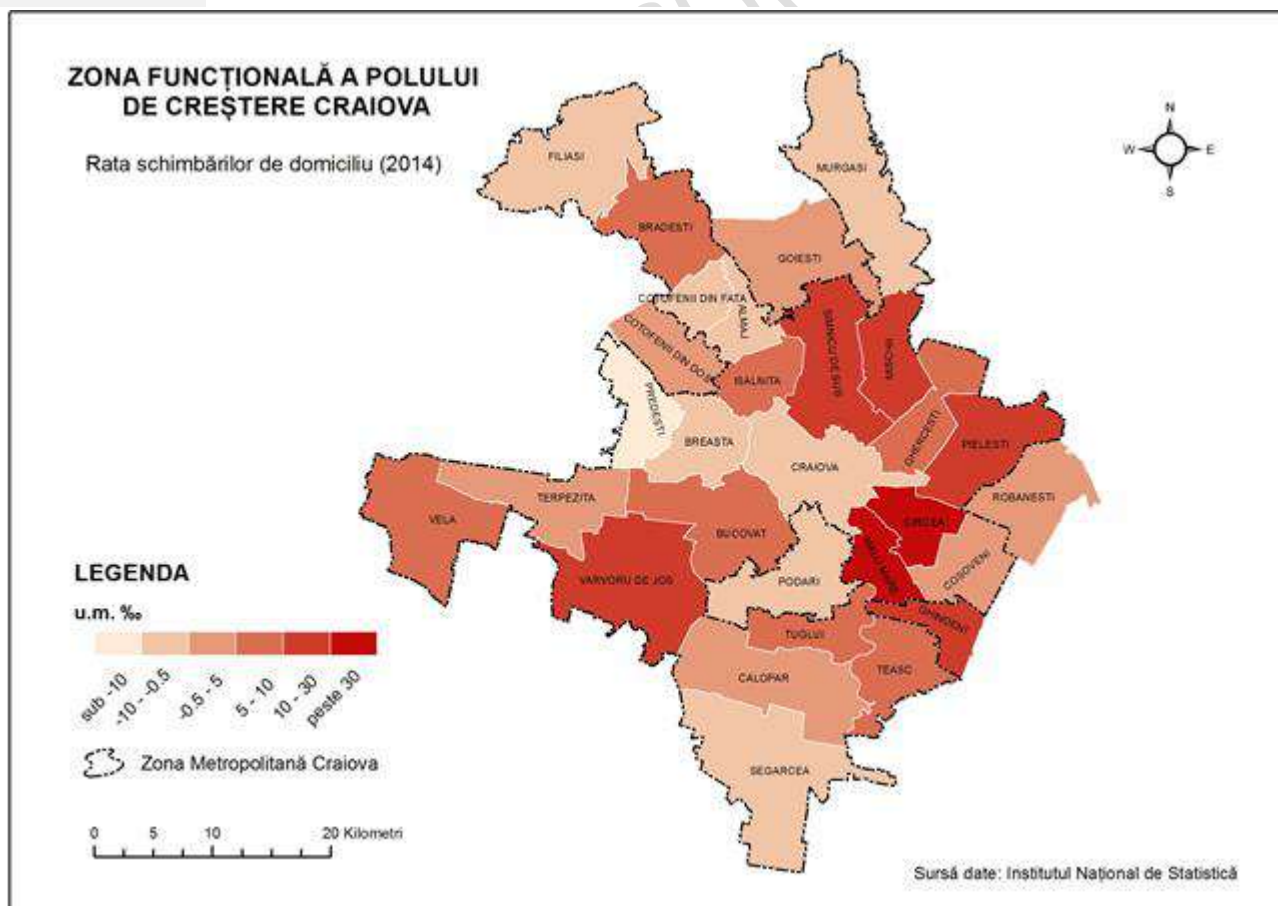 ZONA FUNCȚIONALĂ A POLULUI
DE CREȘTERE CRAIOVA
Rata schimbărilor de domiciliu (2014)
N
W E
S
FILIASI
MURGASI
BRADESTI
GOIESTI
COTOFENII DIN FATA
ALMAJ
COTOFENII DIN DOS
SIMNICU DE SUS
MISCHII
ISALNITA
PREDESTI
BREASTA
GHERCESTI
PIELESTI
CRAIOVA
ROBANESTI
TERPEZITA
VELA
BUCOVAT
CIRCEA
MALU MARE
COSOVENI
VARVORU DE JOS
PODARI
GHINDENI
TUGLUI
TEASC
CALOPAR
SEGARCEA
LEGENDA
u.m. ‰
sub -10
-10 - -0.5
-0.5 - 5
5 - 10
10 - 30
peste 30
Zona Metropolitană Craiova
0 5 10 20 Kilometri
Sursă date: Institutul Național de Statistică